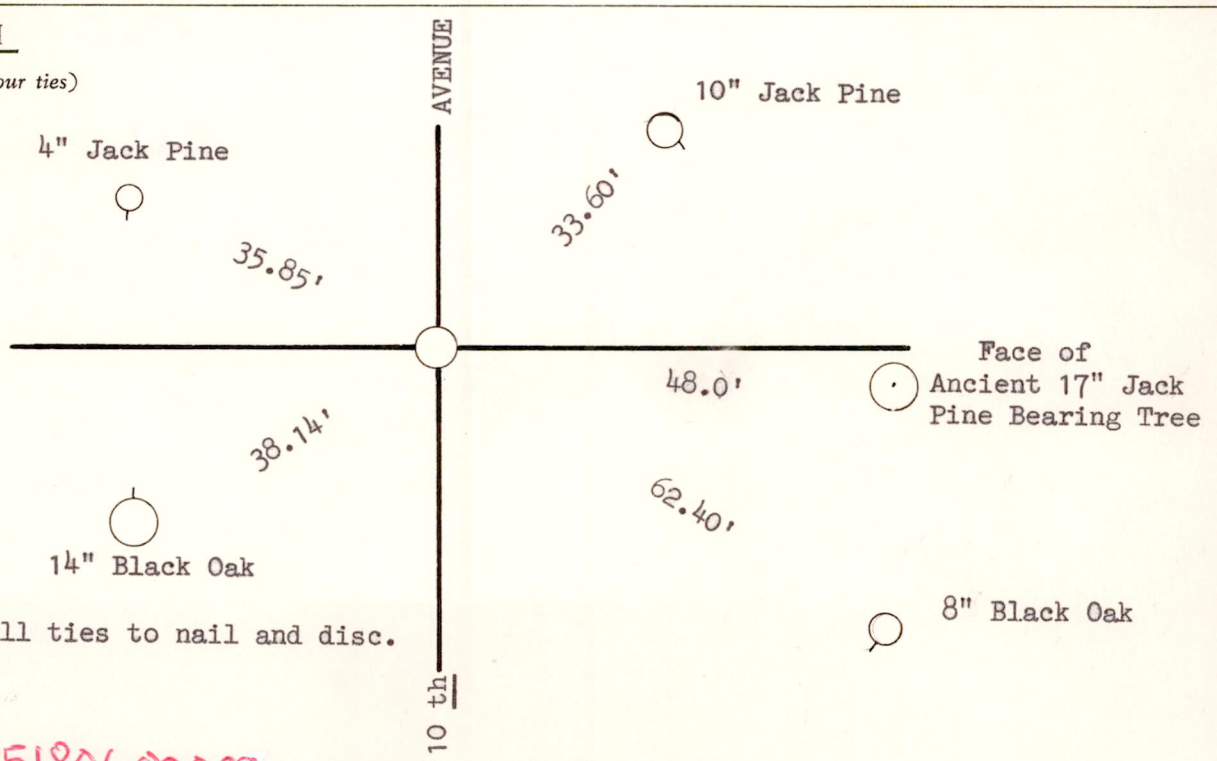 our ties)
AVENUE
10" Jack Pine
4" Jack Pine
33.60'
35.85'
48.0'
Face of
Ancient 17" Jack
Pine Bearing Tree
38.14'
62.40'
14" Black Oak
8" Black Oak
ll ties to nail and disc.
10 th